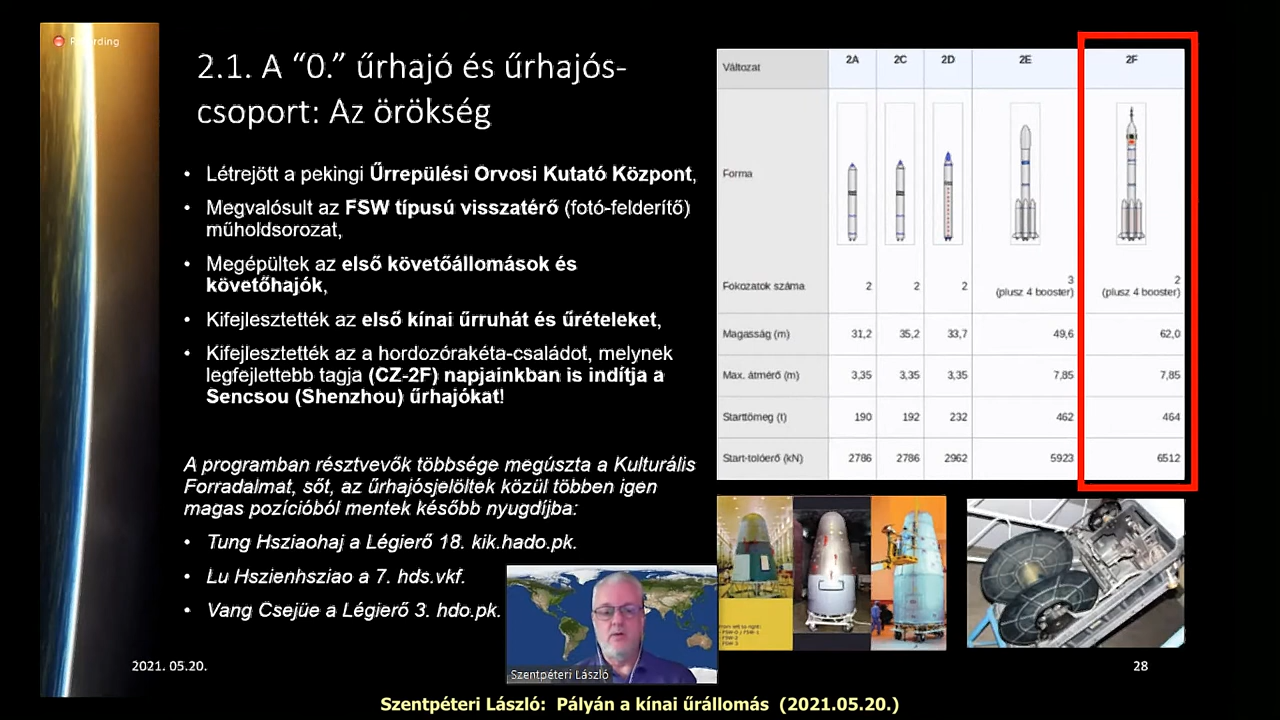 Recording
2.1. A “0.” űrhajó és űrhajós-
csoport: Az örökség
• Létrejött a pekingi Űrrepülési Orvosi Kutató Központ,
• Megvalósult az FSW típusú visszatérő (fotó-felderítő)
műholdsorozat,
• Megépültek az első követőállomások és
követőhajók,
• Kifejlesztették az első kínai űrruhát és űrételeket,
• Kifejlesztették az a hordozórakéta-családot, melynek
legfejlettebb tagja (CZ-2F) napjainkban is indítja a
Sencsou (Shenzhou) űrhajókat!
A programban résztvevők többsége megúszta a Kulturális
Forradalmat, sőt, az űrhajósjelöltek közül többen igen
magas pozícióból mentek később nyugdíjba:
• Tung Hsziaohaj a Légierő 18. kik.hado.pk.
• Lu Hszienhsziao a 7. hds.vkf.
• Vang Csejüe a Légierő 3. hdo.pk.
Változat 2A 2C 2D 2E 2F
Forma
Fokozatok száma 2 2 2 3 (plusz 4 booster) 2 (plusz 4 booster)
Magasság (m) 31,2 35,2 33,7 49,6 62,0
Max. átmérő (m) 3,35 3,35 3,35 7,85 7,85
Starttömeg (t) 190 192 232 462 464
Start-tolóerő (kN) 2786 2786 2962 5923 6512
Szentpéteri László
2021. 05.20.
28
Szentpéteri László: Pályán a kínai űrállomás (2021.05.20.)